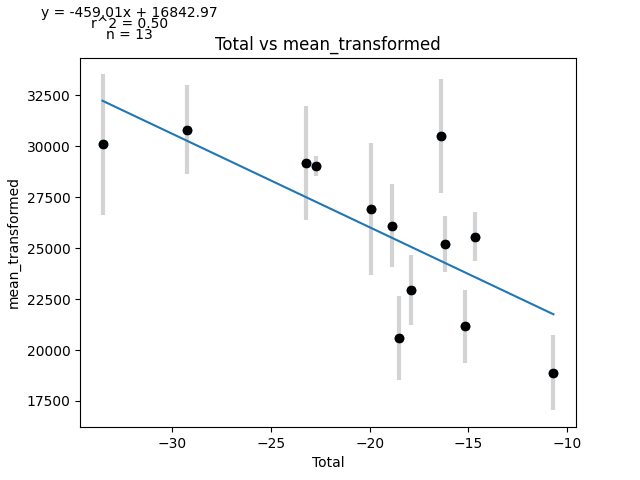 y = -459.01x + 16842.97
r^2 = 0.50
n = 13
Total vs mean_transformed
32500
30000
27500
25000
22500
20000
17500
mean_transformed
−30
−25
−20
−15
−10
Total